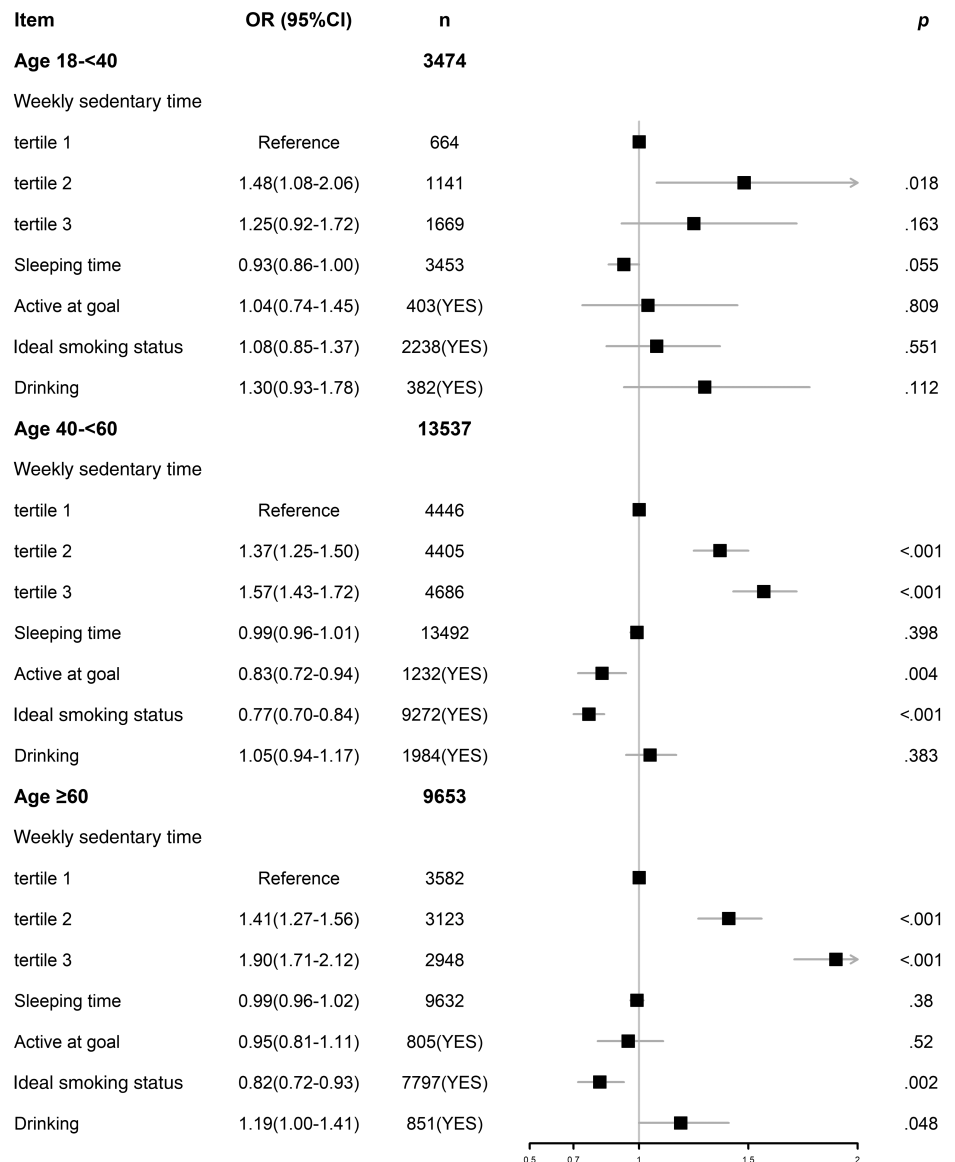 Item OR (95%CI) n p
Age 18-<40 3474
Weekly sedentary time
tertile 1 Reference 664
tertile 2 1.48(1.08-2.06) 1141 .018
tertile 3 1.25(0.92-1.72) 1669 .163
Sleeping time 0.93(0.86-1.00) 3453 .055
Active at goal 1.04(0.74-1.45) 403(YES) .809
Ideal smoking status 1.08(0.85-1.37) 2238(YES) .551
Drinking 1.30(0.93-1.78) 382(YES) .112
Age 40-<60 13537
Weekly sedentary time
tertile 1 Reference 4446
tertile 2 1.37(1.25-1.50) 4405 <.001
tertile 3 1.57(1.43-1.72) 4686 <.001
Sleeping time 0.99(0.96-1.01) 13492 .398
Active at goal 0.83(0.72-0.94) 1232(YES) .004
Ideal smoking status 0.77(0.70-0.84) 9272(YES) <.001
Drinking 1.05(0.94-1.17) 1984(YES) .383
Age ≥60 9653
Weekly sedentary time
tertile 1 Reference 3582
tertile 2 1.41(1.27-1.56) 3123 <.001
tertile 3 1.90(1.71-2.12) 2948 <.001
Sleeping time 0.99(0.96-1.02) 9632 .38
Active at goal 0.95(0.81-1.11) 805(YES) .52
Ideal smoking status 0.82(0.72-0.93) 7797(YES) .002
Drinking 1.19(1.00-1.41) 851(YES) .048
0.5 0.7 1 1.5 2